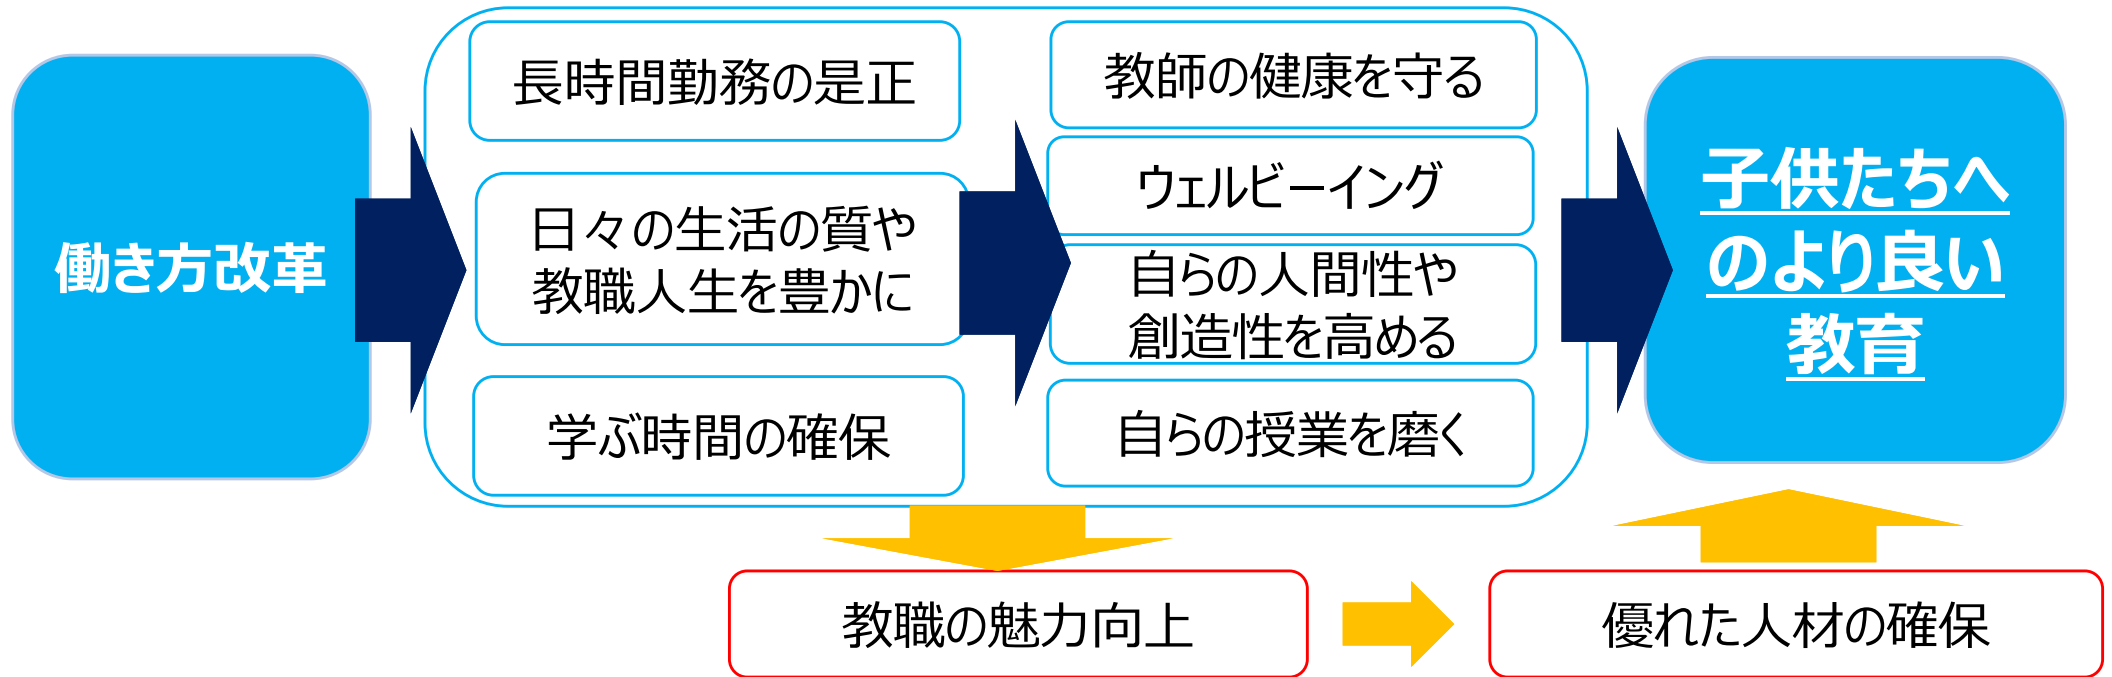 働き方改革
長時間勤務の是正
日々の生活の質や
教職人生を豊かに
学ぶ時間の確保
教師の健康を守る
ウェルビーイング
自らの人間性や
創造性を高める
自らの授業を磨く
子供たちへ
のより良い
教育
教職の魅力向上
優れた人材の確保